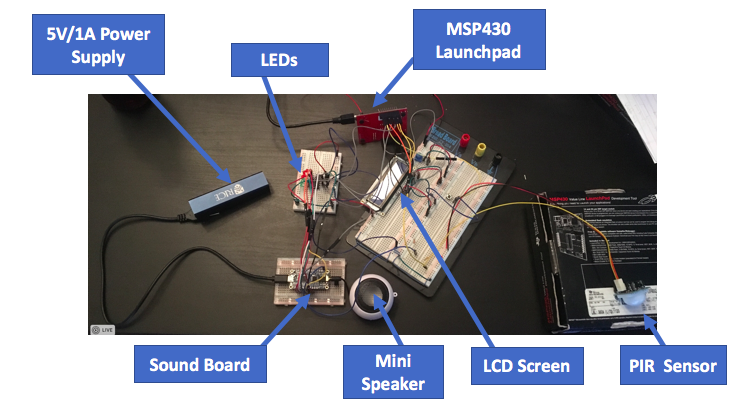 5V/1A Power
Supply
LEDs
MSP430
Launchpad
RICE
MSP430 Value Line LaunchPad Development Tool
LIVE
Sound Board
Mini
Speaker
LCD Screen
PIR Sensor